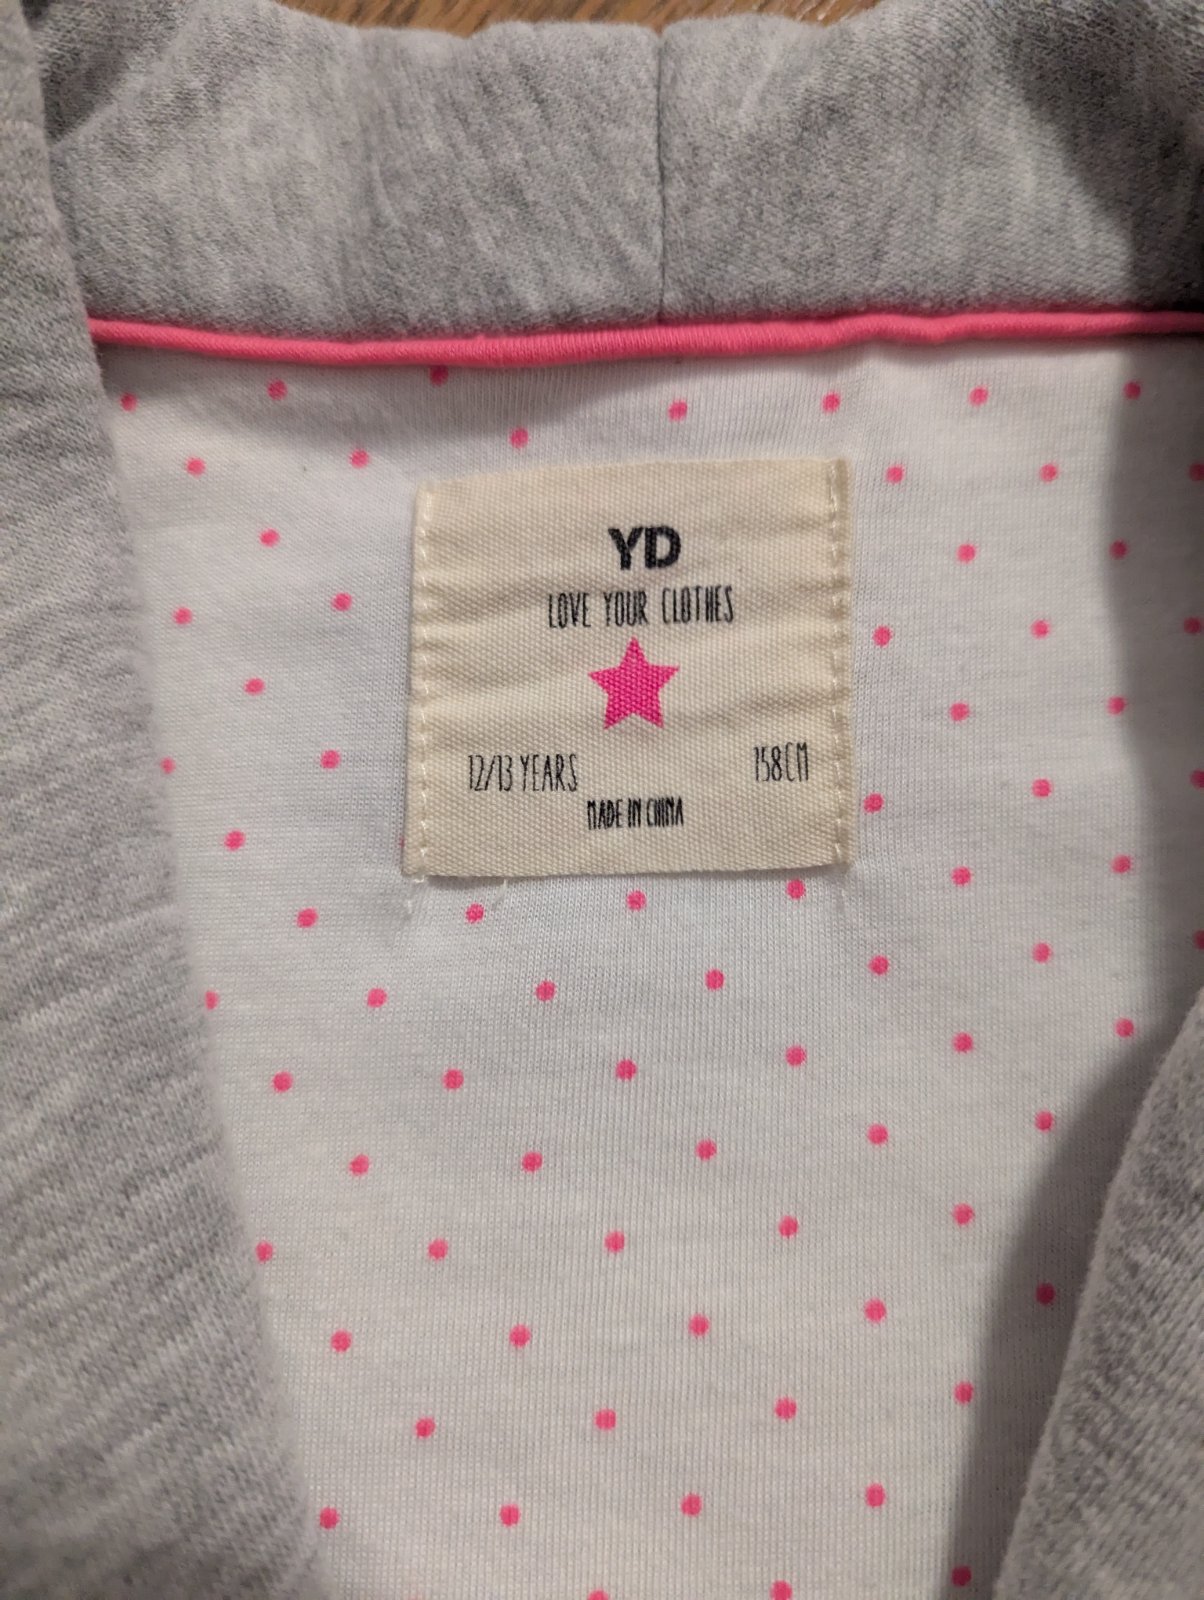 YD
LOVE YOUR CLOTHES
12/13 YEARS 158CM
MADE IN CHINA